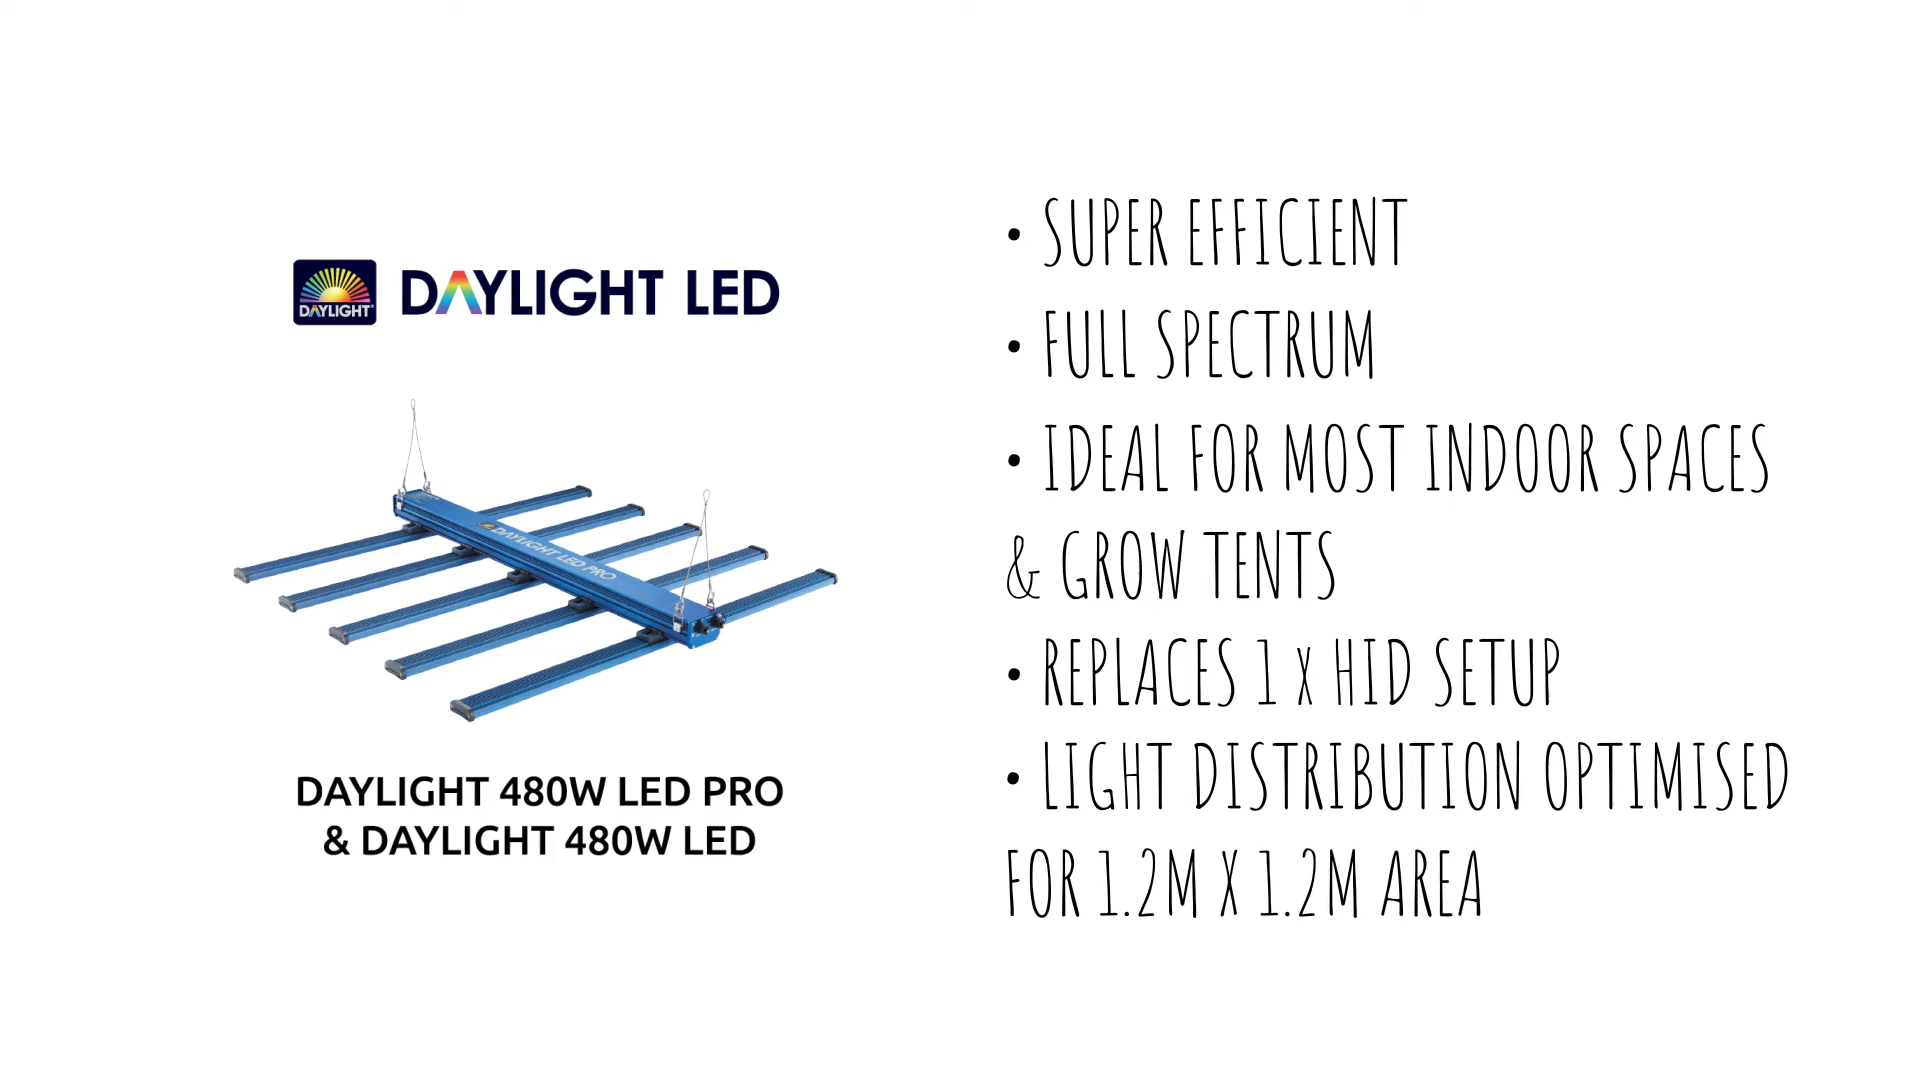 DAYLIGHT
DAYLIGHT LED
DAYLIGHT LED PRO
DAYLIGHT 480W LED PRO
& DAYLIGHT 480W LED
• SUPER EFFICIENT
• FULL SPECTRUM
• IDEAL FOR MOST INDOOR SPACES
& GROW TENTS
• REPLACES 1 x HID SETUP
• LIGHT DISTRIBUTION OPTIMISED
FOR 1.2M X 1.2M AREA